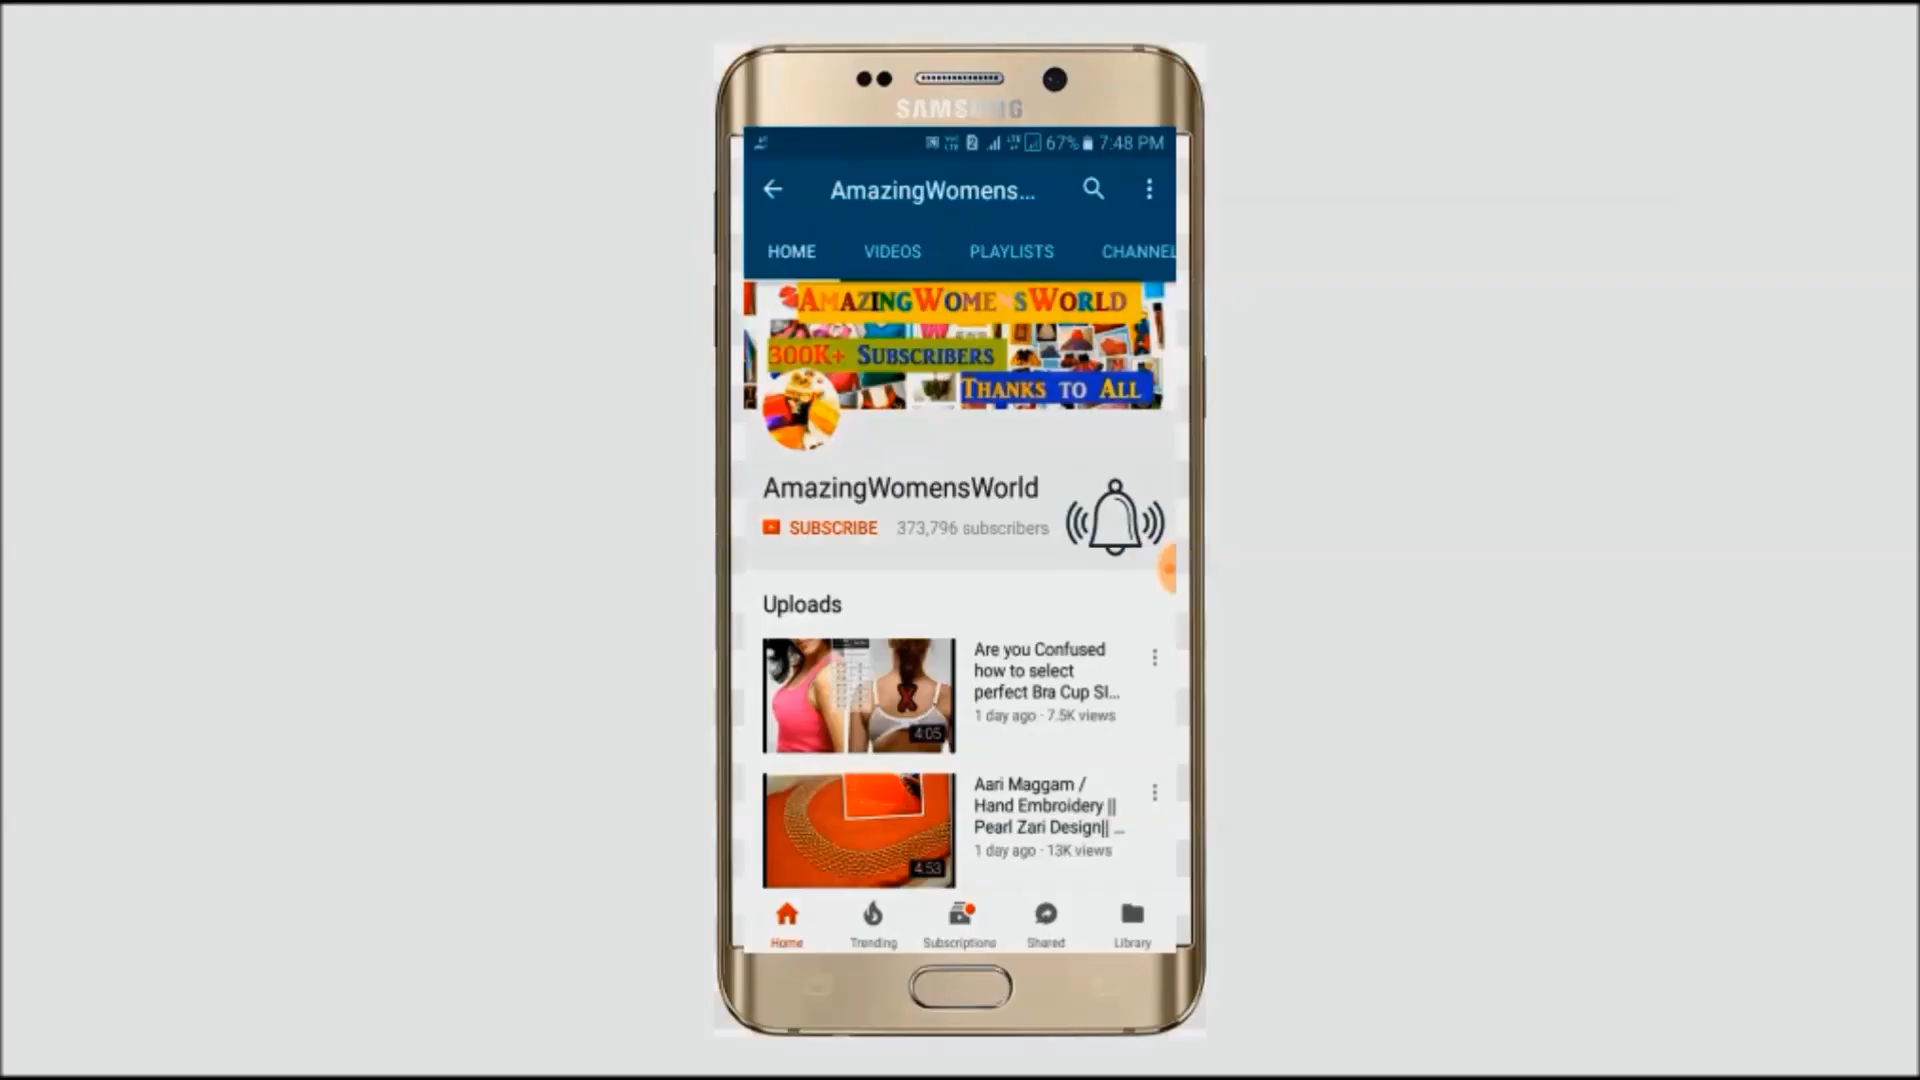 SAMSUNG
67% 7:48 PM
AmazingWomens...
HOME VIDEOS PLAYLISTS CHANNEL
AMAZINGWOMENSWORLD
300K+ SUBSCRIBERS
THANKS TO ALL
AmazingWomensWorld
SUBSCRIBE 373,796 subscribers
Uploads
Are you Confused
how to select
perfect Bra Cup SI...
1 day ago · 7.5K views
4:05
Aari Maggam /
Hand Embroidery ||
Pearl Zari Design|| ...
1 day ago · 13K views
4:53
Home Trending Subscriptions Shared Library